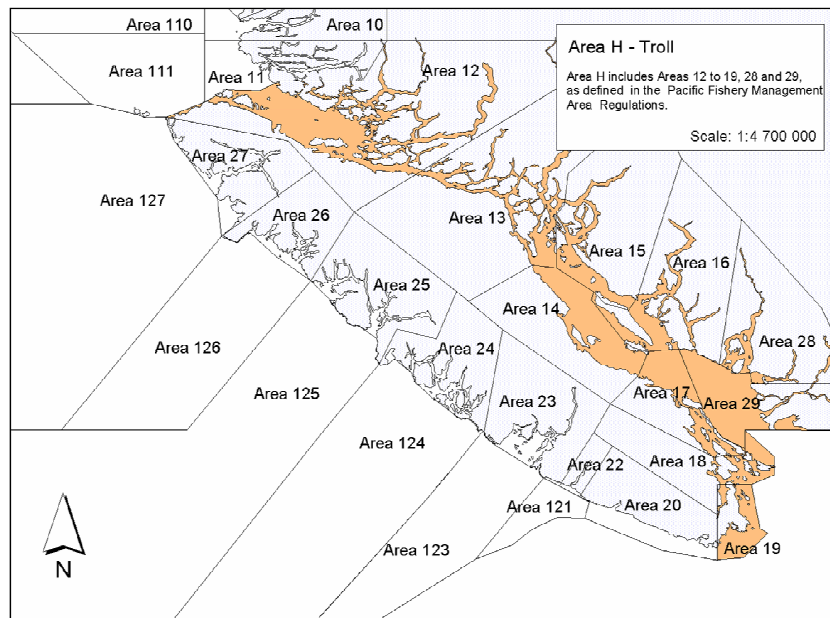 Area 110
Area 10
Area H - Troll
Area H includes Areas 12 to 19, 28 and 29,
as defined in the Pacific Fishery Management
Area Regulations.
Scale: 1:4 700 000
Area 111
Area 11
Area 12
Area 27
Area 127
Area 26
Area 13
Area 15
Area 16
Area 25
Area 14
Area 126
Area 24
Area 28
Area 125
Area 17
Area 29
Area 23
Area 124
Area 22
Area 18
Area 121
Area 20
Area 123
Area 19
N